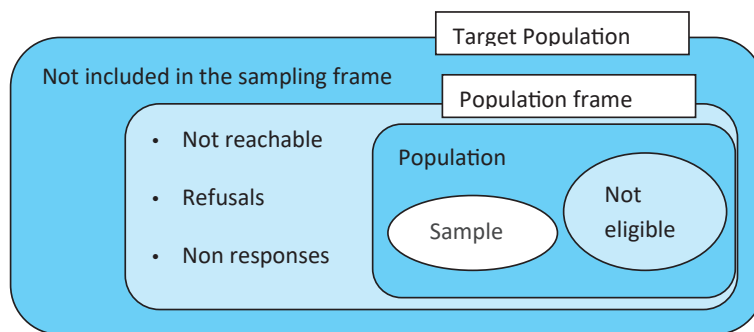 Target Population
Not included in the sampling frame
Population frame
• Not reachable
Population
• Refusals
Not
eligible
Sample
• Non responses